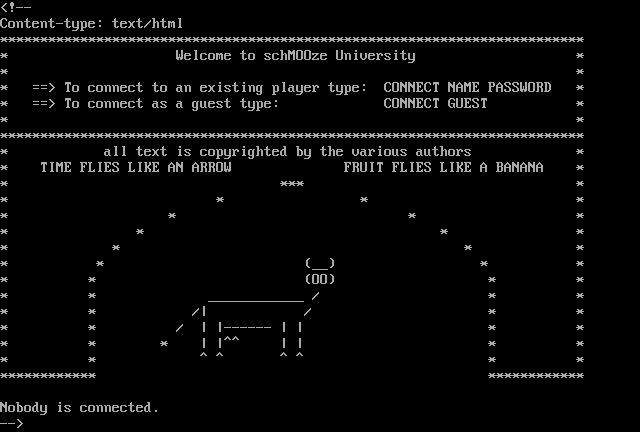 <!--
Content-type: text/html
*************************************************************************
*                     Welcome to schMOOze University                    *
*                                                                       *
*   ==> To connect to an existing player type:  CONNECT NAME PASSWORD   *
*   ==> To connect as a guest type:             CONNECT GUEST           *
*                                                                       *
*************************************************************************
*            all text is copyrighted by the various authors             *
*    TIME FLIES LIKE AN ARROW              FRUIT FLIES LIKE A BANANA    *
*                                  ***                                  *
*                          *                 *                          *
*                    *                             *                    *
*                *                                     *                *
*             *                                           *             *
*           *                         (__)                  *           *
*          *                          (OO)                   *          *
*          *              ____________ /                     *          *
*          *            /|            /                      *          *
*          *          /  | |------ | |                       *          *
*          *        *    | |^^     | |                       *          *
*          *             ^ ^       ^ ^                       *          *
************                                                ************

Nobody is connected.
-->